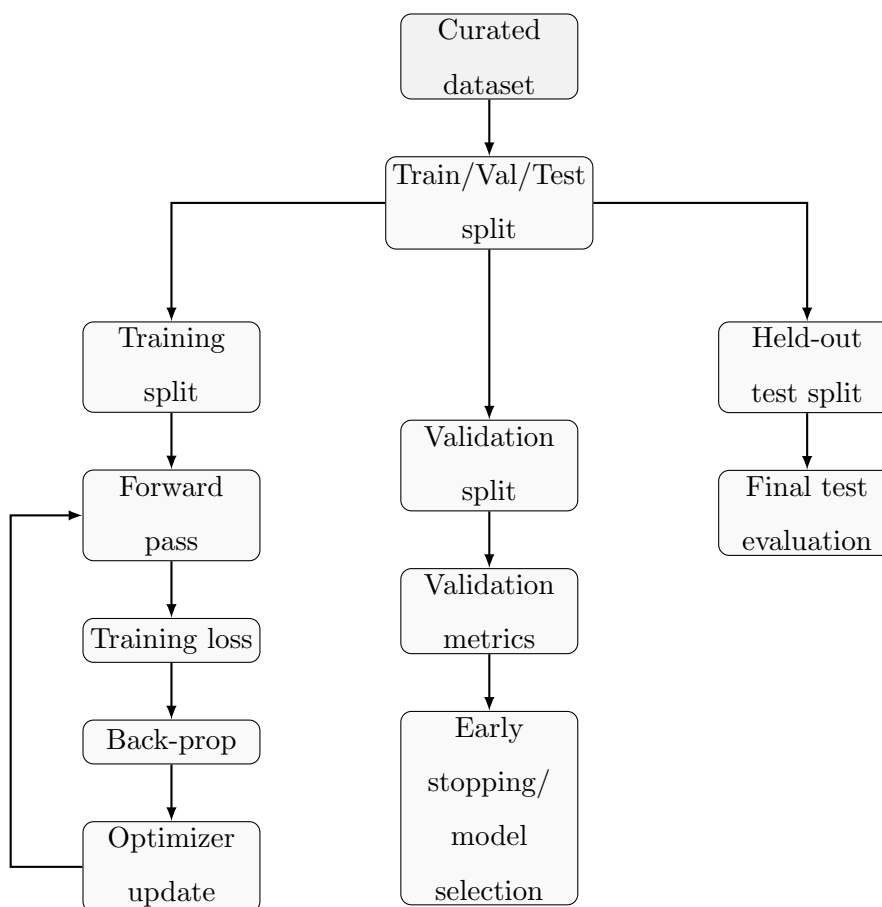 Curated
dataset
Train/Val/Test
split
Training
split
Forward
pass
Training loss
Back-prop
Optimizer
update
Validation
split
Validation
metrics
Early
stopping/
model
selection
Held-out
test split
Final test
evaluation